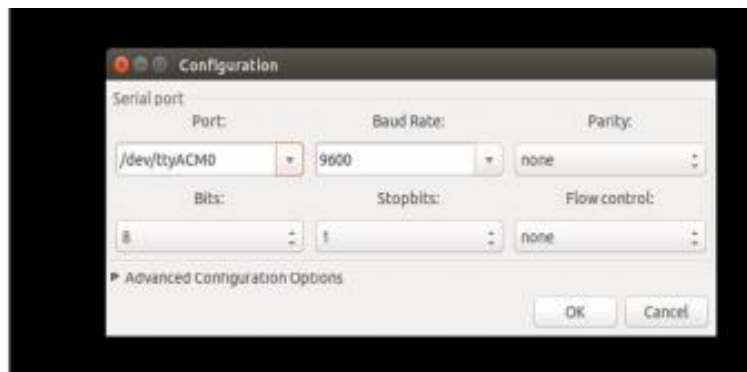 Configuration
Serial port
Port: Baud Rate: Parity:
/dev/ttyACM0 9600 none
Bits: Stopbits: Flow control:
8 1 none
Advanced Configuration Options
OK Cancel